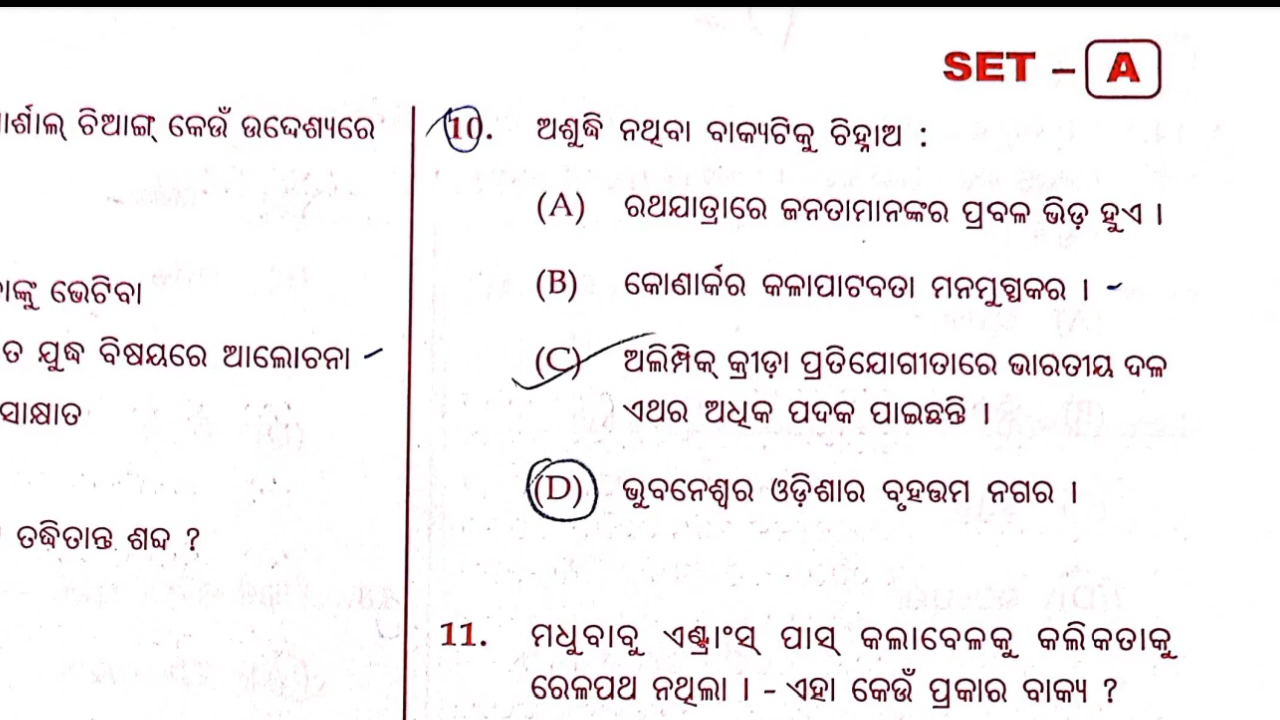 SET – A
ାର୍ଶାଲ୍ ଚିଆଙ୍ଗ୍ କେଉଁ ଉଦ୍ଦେଶ୍ୟରେ
ାଙ୍କୁ ଭେଟିବା
ତ ଯୁଦ୍ଧ ବିଷୟରେ ଆଲୋଚନା
ସାକ୍ଷାତ
ତଦ୍ଧିତାନ୍ତ ଶବ୍ଦ ?
10. ଅଶୁଦ୍ଧି ନଥିବା ବାକ୍ୟଟିକୁ ଚିହ୍ନାଅ :
(A) ରଥଯାତ୍ରାରେ ଜନତାମାନଙ୍କର ପ୍ରବଳ ଭିଡ଼ ହୁଏ ।
(B) କୋଣାର୍କର କଳାପାଟବତା ମନମୁଗ୍ଧକର ।
(C) ଅଲିମ୍ପିକ୍ କ୍ରୀଡ଼ା ପ୍ରତିଯୋଗୀତାରେ ଭାରତୀୟ ଦଳ
ଏଥର ଅଧିକ ପଦକ ପାଇଛନ୍ତି ।
(D) ଭୁବନେଶ୍ୱର ଓଡ଼ିଶାର ବୃହତ୍ତମ ନଗର ।
11. ମଧୁବାବୁ ଏଣ୍ଟ୍ରାଂସ୍ ପାସ୍ କଲାବେଳକୁ କଲିକତାକୁ
ରେଳପଥ ନଥିଲା । - ଏହା କେଉଁ ପ୍ରକାର ବାକ୍ୟ ?